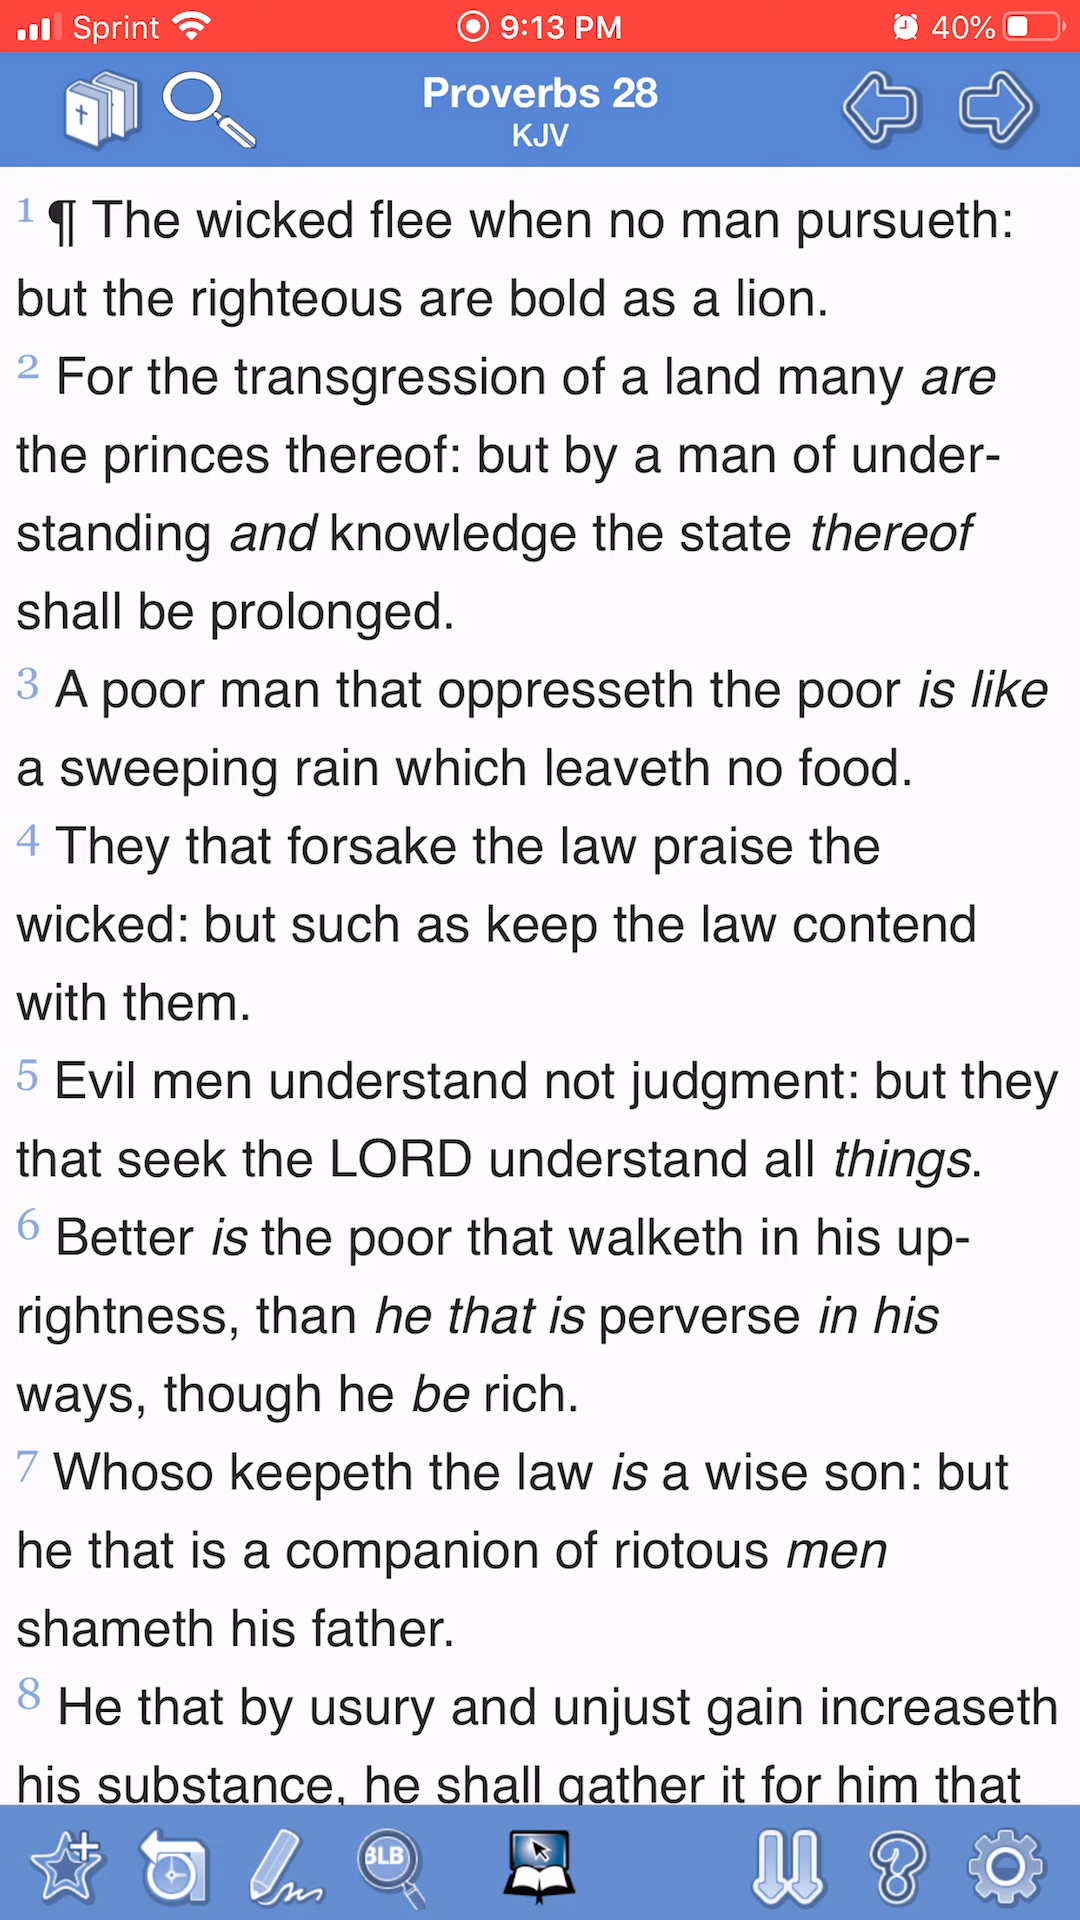 Sprint 9:13 PM 40%
Proverbs 28
KJV
1 ¶ The wicked flee when no man pursueth:
but the righteous are bold as a lion.
2 For the transgression of a land many are
the princes thereof: but by a man of under-
standing and knowledge the state thereof
shall be prolonged.
3 A poor man that oppresseth the poor is like
a sweeping rain which leaveth no food.
4 They that forsake the law praise the
wicked: but such as keep the law contend
with them.
5 Evil men understand not judgment: but they
that seek the LORD understand all things.
6 Better is the poor that walketh in his up-
rightness, than he that is perverse in his
ways, though he be rich.
7 Whoso keepeth the law is a wise son: but
he that is a companion of riotous men
shameth his father.
8 He that by usury and unjust gain increaseth
his substance, he shall gather it for him that
BLB